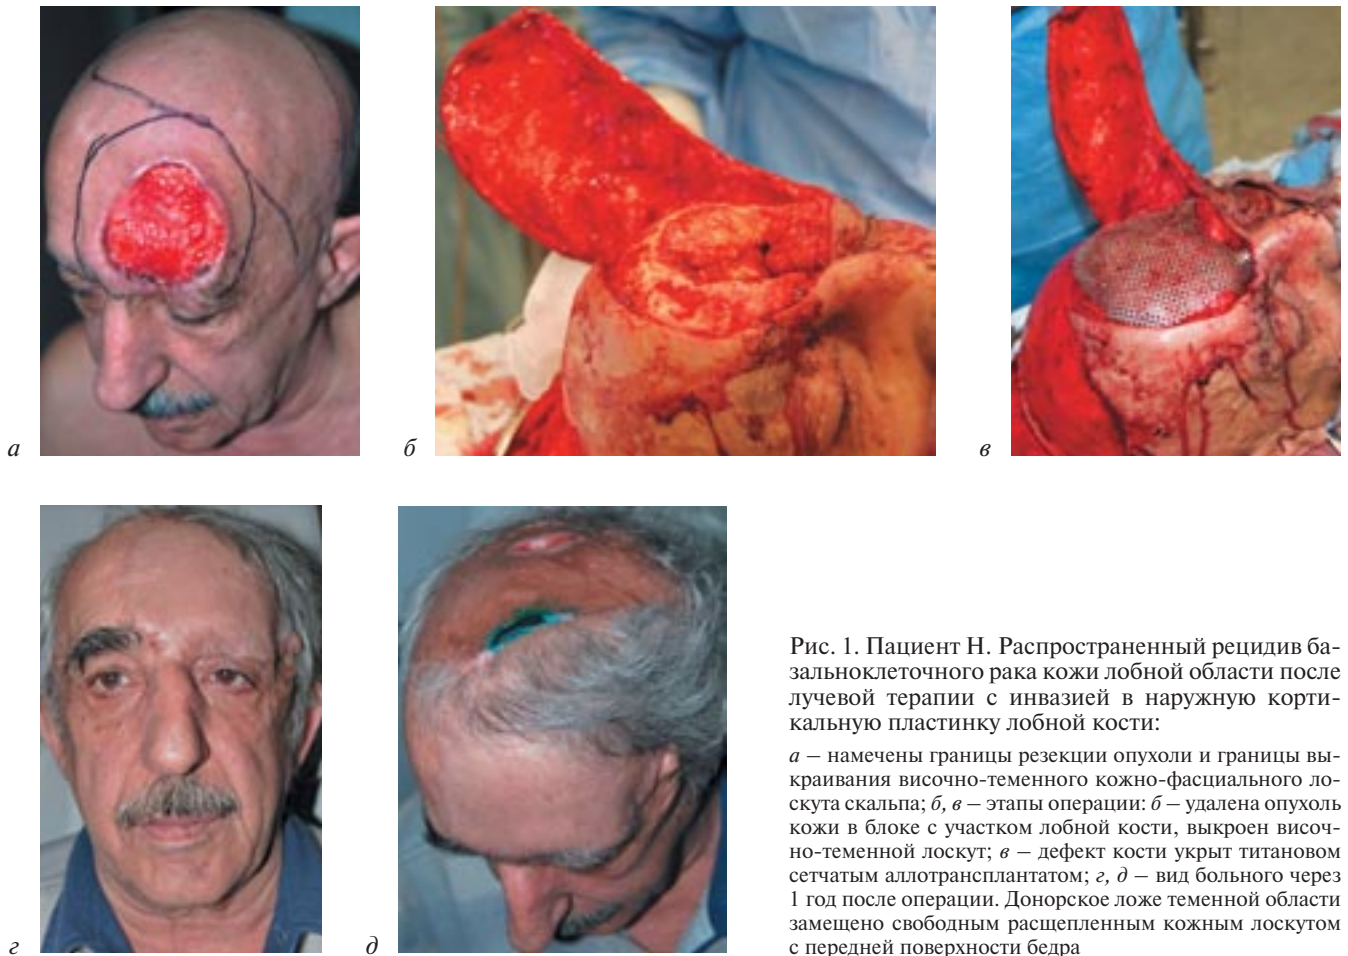 а
б
в
г
д
Рис. 1. Пациент Н. Распространенный рецидив ба-
зальноклеточного рака кожи лобной области после
лучевой терапии с инвазией в наружную корти-
кальную пластинку лобной кости:
а – намечены границы резекции опухоли и границы вы-
краивания височно-теменного кожно-фасциального ло-
скута скальпа; б, в – этапы операции: б – удалена опухоль
кожи в блоке с участком лобной кости, выкроен височ-
но-теменной лоскут; в – дефект кости укрыт титановом
сетчатым аллотрансплантатом; г, д – вид больного через
1 год после операции. Донорское ложе теменной области
замещено свободным расщепленным кожным лоскутом
с передней поверхности бедра